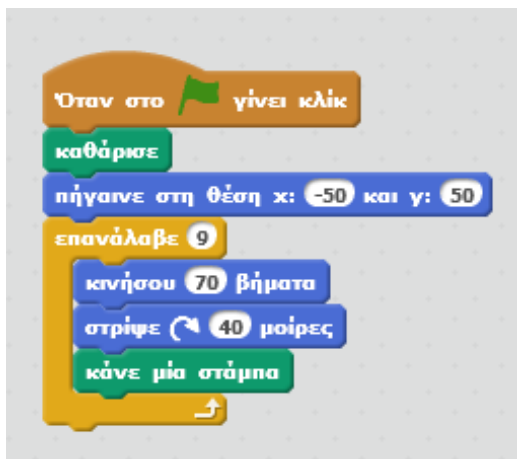 Όταν στο γίνει κλίκ
καθάρισε
πήγαινε στη θέση x: -50 και y: 50
επανάλαβε 9
κινήσου 70 βήματα
στρίψε 40 μοίρες
κάνε μία στάμπα